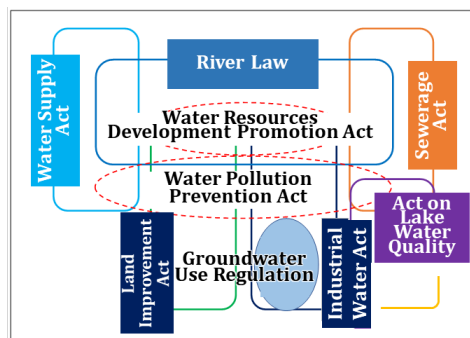 River Law
Water Supply
Act
Sewerage
Act
Water Resources
Development Promotion Act
Water Pollution
Prevention Act
Act on
Lake
Water
Quality
Land
Improvement
Act
Groundwater
Use Regulation
Industrial
Water Act